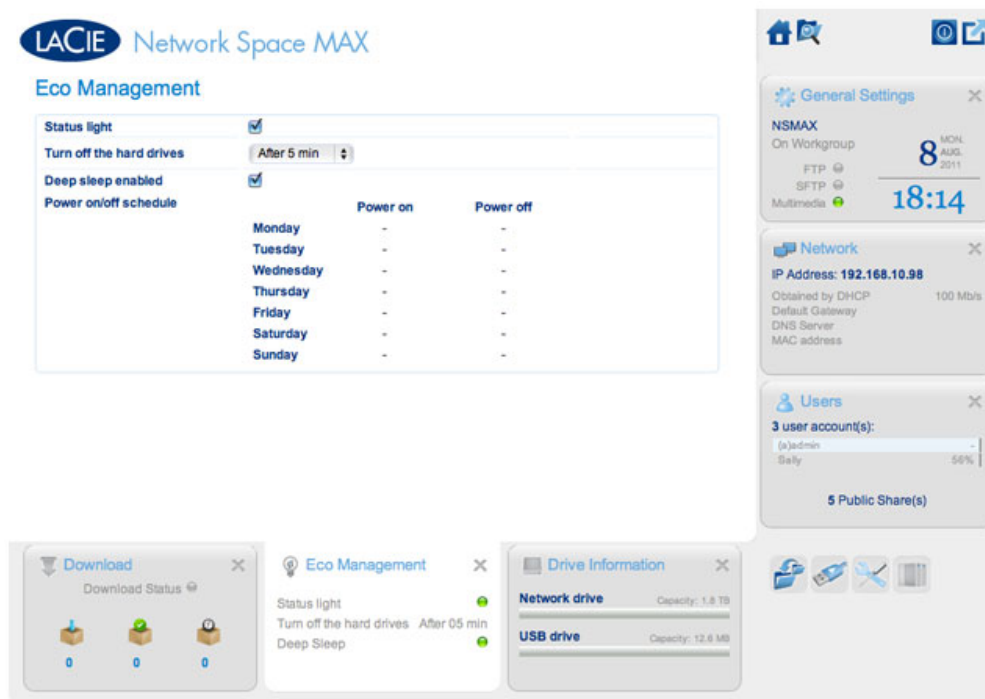 LACIE Network Space MAX
Eco Management
Status light
Turn off the hard drives After 5 min
Deep sleep enabled
Power on/off schedule
Power on Power off
Monday - -
Tuesday - -
Wednesday - -
Thursday - -
Friday - -
Saturday - -
Sunday - -
General Settings
NSMAX
On Workgroup
FTP
SFTP
Multimedia
8 MON. AUG. 2011
18:14
Network
IP Address: 192.168.10.98
Obtained by DHCP 100 Mb/s
Default Gateway
DNS Server
MAC address
Users
3 user account(s):
(a)admin -
Sally 56%
5 Public Share(s)
Download
Download Status
0 0 0
Eco Management
Status light
Turn off the hard drives After 05 min
Deep Sleep
Drive Information
Network drive Capacity: 1.8 TB
USB drive Capacity: 12.6 MB